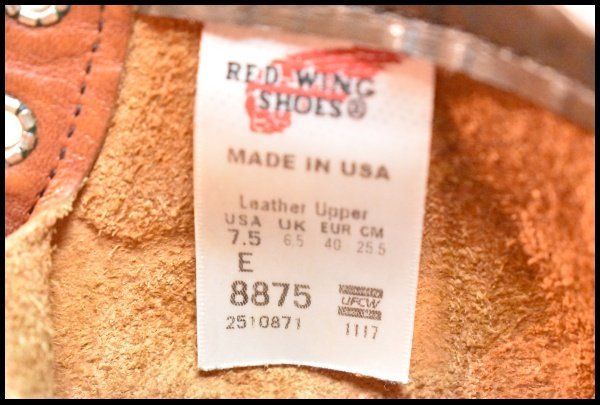 RED WING
SHOES®
MADE IN USA
Leather Upper
USA UK EUR CM
7.5 6.5 40 25.5
E
8875 UFCW
2510871 1117